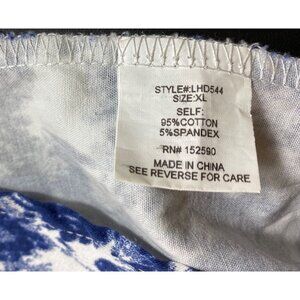 STYLE#:LHD544
SIZE:XL
SELF:
95%COTTON
5%SPANDEX
RN# 152590
MADE IN CHINA
SEE REVERSE FOR CARE